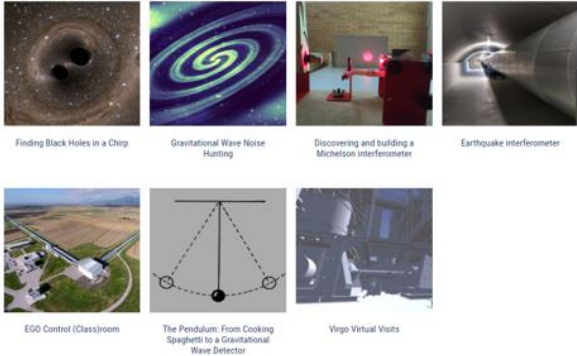 Finding Black Holes in a Chirp
Gravitational Wave Noise
Hunting
Discovering and building a
Michelson interferometer
Earthquake interferometer
EGO Control (Class)room
The Pendulum: From Cooking
Spaghetti to a Gravitational
Wave Detector
Virgo Virtual Visits